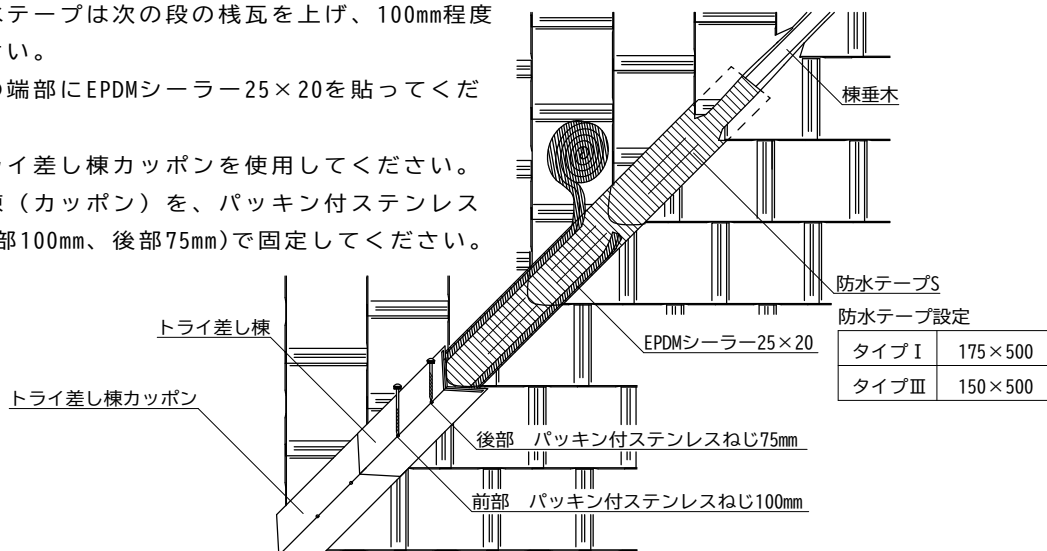 テープは次の段の桟瓦を上げ、100mm程度
さい。
の端部にEPDMシーラー25×20を貼ってくだ
ライ差し棟カッポンを使用してください。
（カッポン）を、パッキン付ステンレス
部100mm、後部75mm)で固定してください。
棟垂木
防水テープS
防水テープ設定
タイプⅠ 175×500
タイプⅢ 150×500
EPDMシーラー25×20
トライ差し棟
トライ差し棟カッポン
後部 パッキン付ステンレスねじ75mm
前部 パッキン付ステンレスねじ100mm